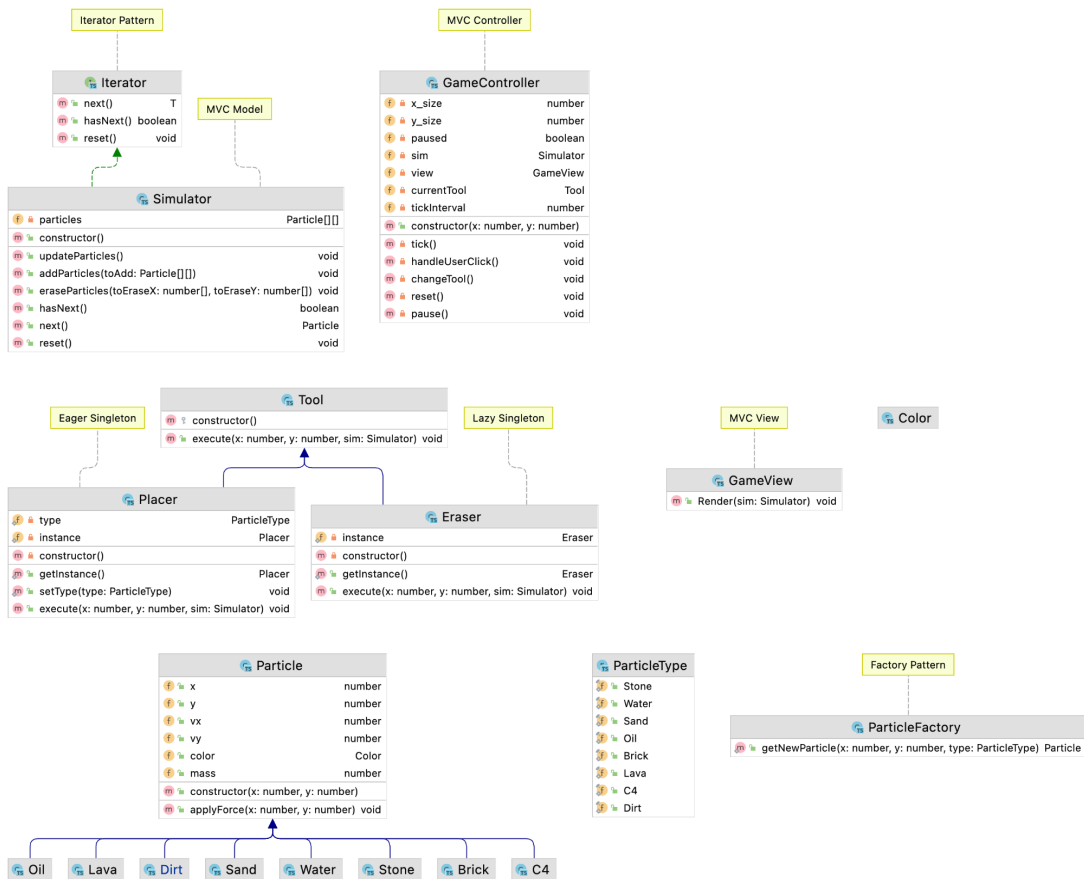 Iterator Pattern
MVC Controller
Iterator
next() T
hasNext() boolean
reset() void
MVC Model
GameController
x_size number
y_size number
paused boolean
sim Simulator
view GameView
currentTool Tool
tickInterval number
constructor(x: number, y: number)
tick() void
handleUserClick() void
changeTool() void
reset() void
pause() void
Simulator
particles Particle[][]
constructor()
updateParticles() void
addParticles(toAdd: Particle[][]) void
eraseParticles(toEraseX: number[], toEraseY: number[]) void
hasNext() boolean
next() Particle
reset() void
Tool
constructor()
execute(x: number, y: number, sim: Simulator) void
Eager Singleton
Lazy Singleton
MVC View
Color
Placer
type ParticleType
instance Placer
constructor()
getInstance() Placer
setType(type: ParticleType) void
execute(x: number, y: number, sim: Simulator) void
Eraser
instance Eraser
constructor()
getInstance() Eraser
execute(x: number, y: number, sim: Simulator) void
GameView
Render(sim: Simulator) void
Particle
x number
y number
vx number
vy number
color Color
mass number
constructor(x: number, y: number)
applyForce(x: number, y: number) void
ParticleType
Stone
Water
Sand
Oil
Brick
Lava
C4
Dirt
Factory Pattern
ParticleFactory
getNewParticle(x: number, y: number, type: ParticleType) Particle
Oil
Lava
Dirt
Sand
Water
Stone
Brick
C4